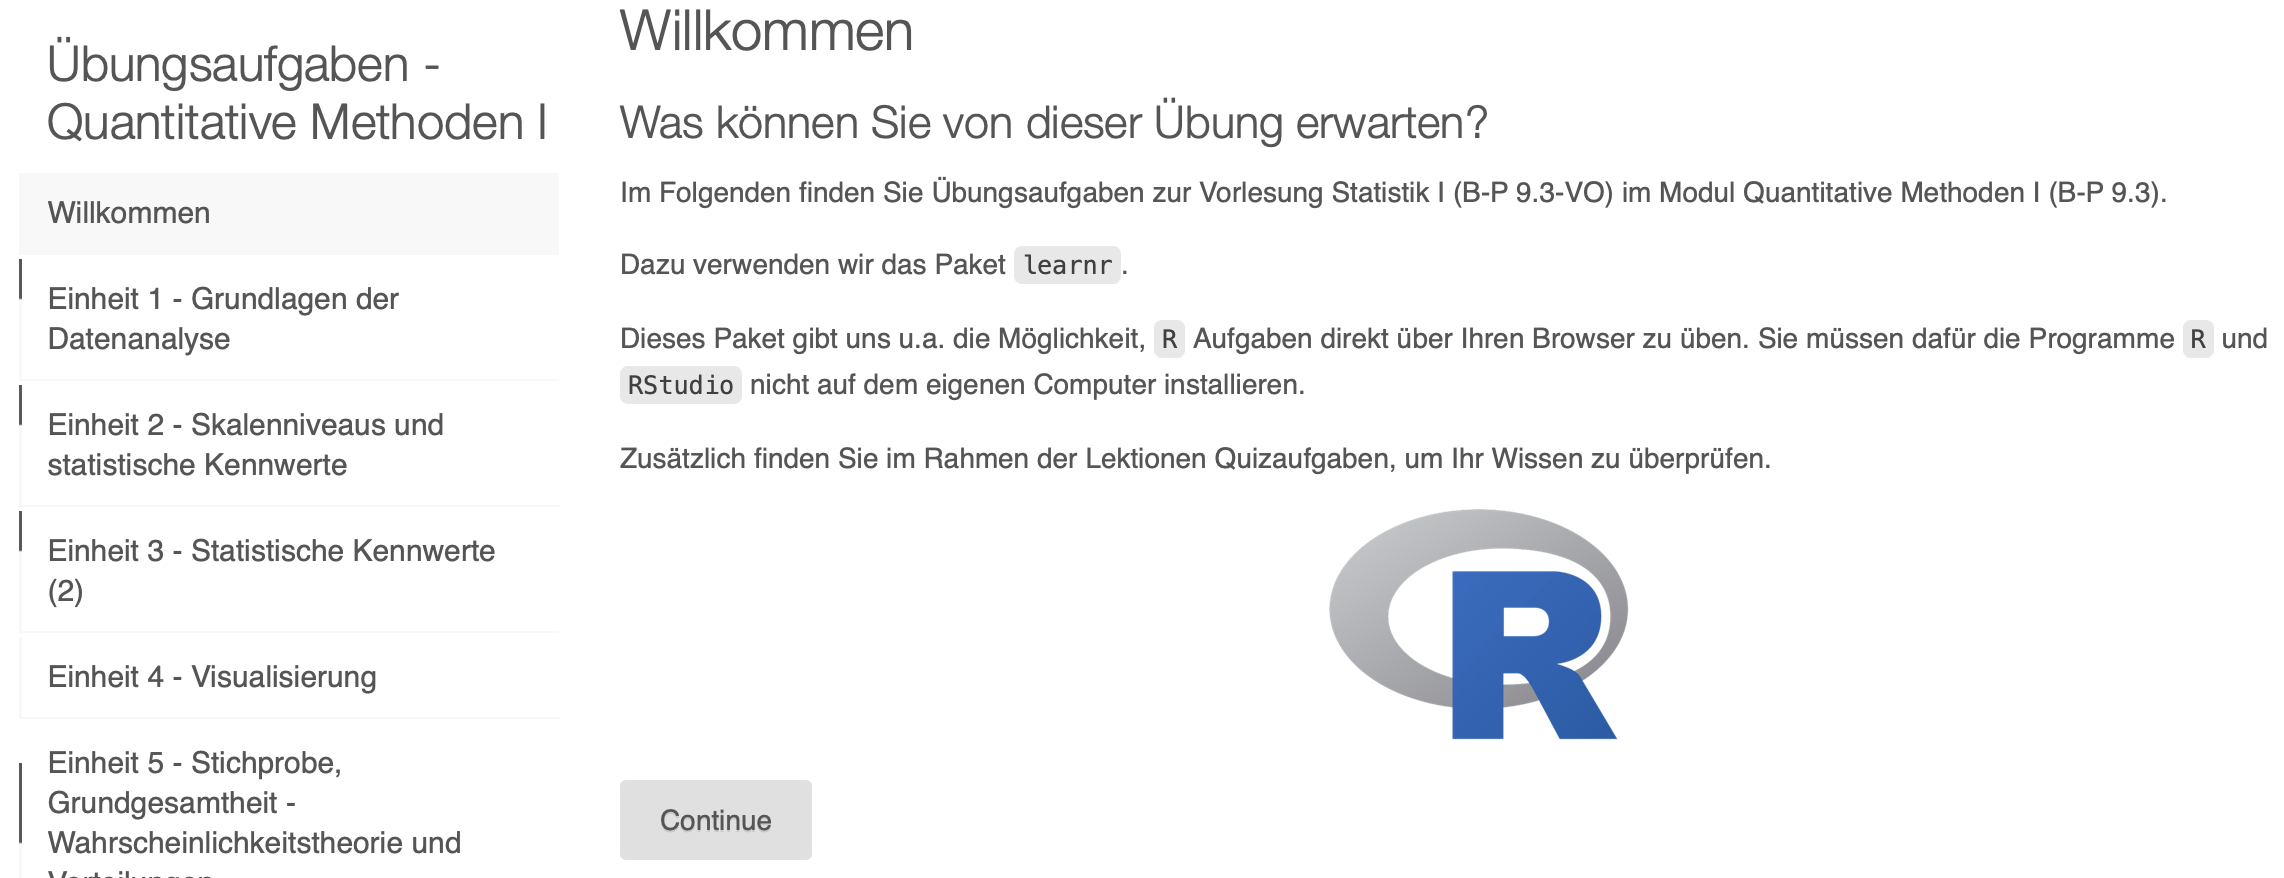 Übungsaufgaben -
Quantitative Methoden I
Willkommen
Einheit 1 - Grundlagen der
Datenanalyse
Einheit 2 - Skalenniveaus und
statistische Kennwerte
Einheit 3 - Statistische Kennwerte
(2)
Einheit 4 - Visualisierung
Einheit 5 - Stichprobe,
Grundgesamtheit -
Wahrscheinlichkeitstheorie und
Willkommen
Was können Sie von dieser Übung erwarten?
Im Folgenden finden Sie Übungsaufgaben zur Vorlesung Statistik I (B-P 9.3-VO) im Modul Quantitative Methoden I (B-P 9.3).
Dazu verwenden wir das Paket learnr.
Dieses Paket gibt uns u.a. die Möglichkeit, R Aufgaben direkt über Ihren Browser zu üben. Sie müssen dafür die Programme R und
RStudio nicht auf dem eigenen Computer installieren.
Zusätzlich finden Sie im Rahmen der Lektionen Quizaufgaben, um Ihr Wissen zu überprüfen.
R
Continue